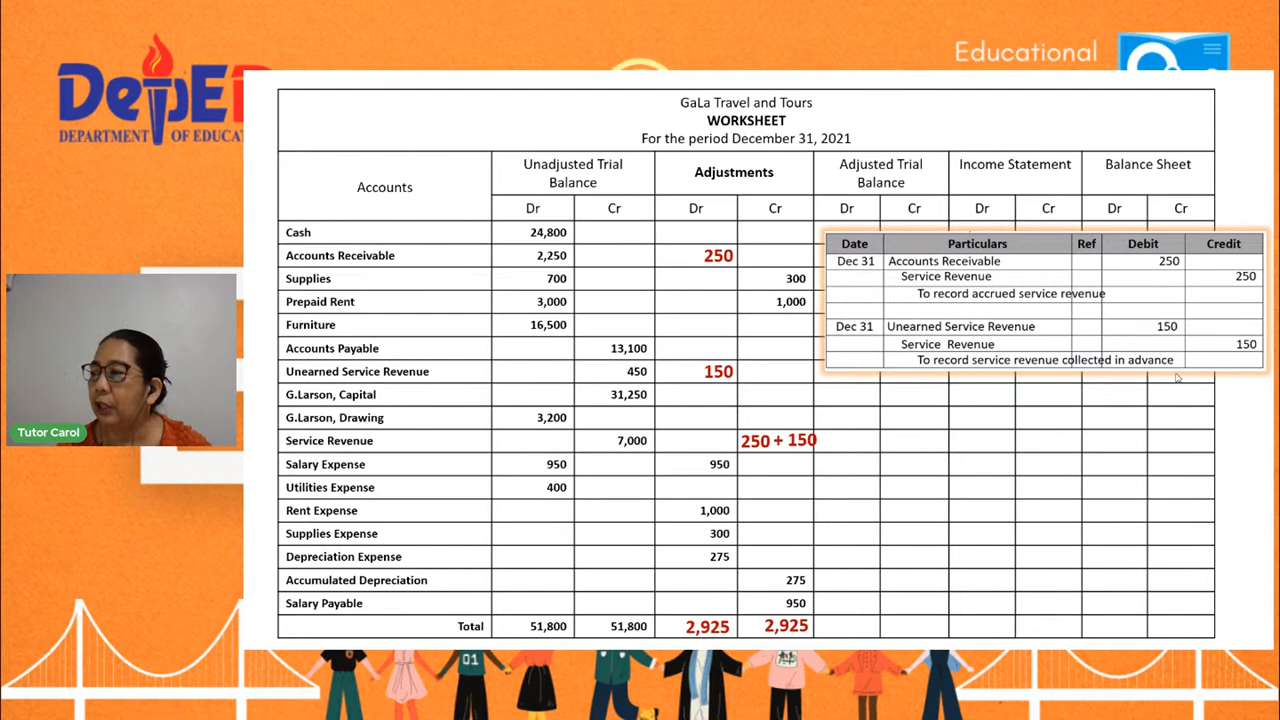 Educational
DepE
DEPARTMENT OF EDUCAT
GaLa Travel and Tours
WORKSHEET
For the period December 31, 2021
Accounts Unadjusted Trial Balance Adjustments Adjusted Trial Balance Income Statement Balance Sheet
Dr Cr Dr Cr Dr Cr Dr Cr Dr Cr
Cash 24,800
Accounts Receivable 2,250 250
Supplies 700 300
Prepaid Rent 3,000 1,000
Furniture 16,500
Accounts Payable 13,100
Unearned Service Revenue 450 150
G.Larson, Capital 31,250
G.Larson, Drawing 3,200
Service Revenue 7,000 250 + 150
Salary Expense 950 950
Utilities Expense 400
Rent Expense 1,000
Supplies Expense 300
Depreciation Expense 275
Accumulated Depreciation 275
Salary Payable 950
Total 51,800 51,800 2,925 2,925
Date Particulars Ref Debit Credit
Dec 31 Accounts Receivable 250
Service Revenue 250
To record accrued service revenue
Dec 31 Unearned Service Revenue 150
Service Revenue 150
To record service revenue collected in advance
Tutor Carol
01